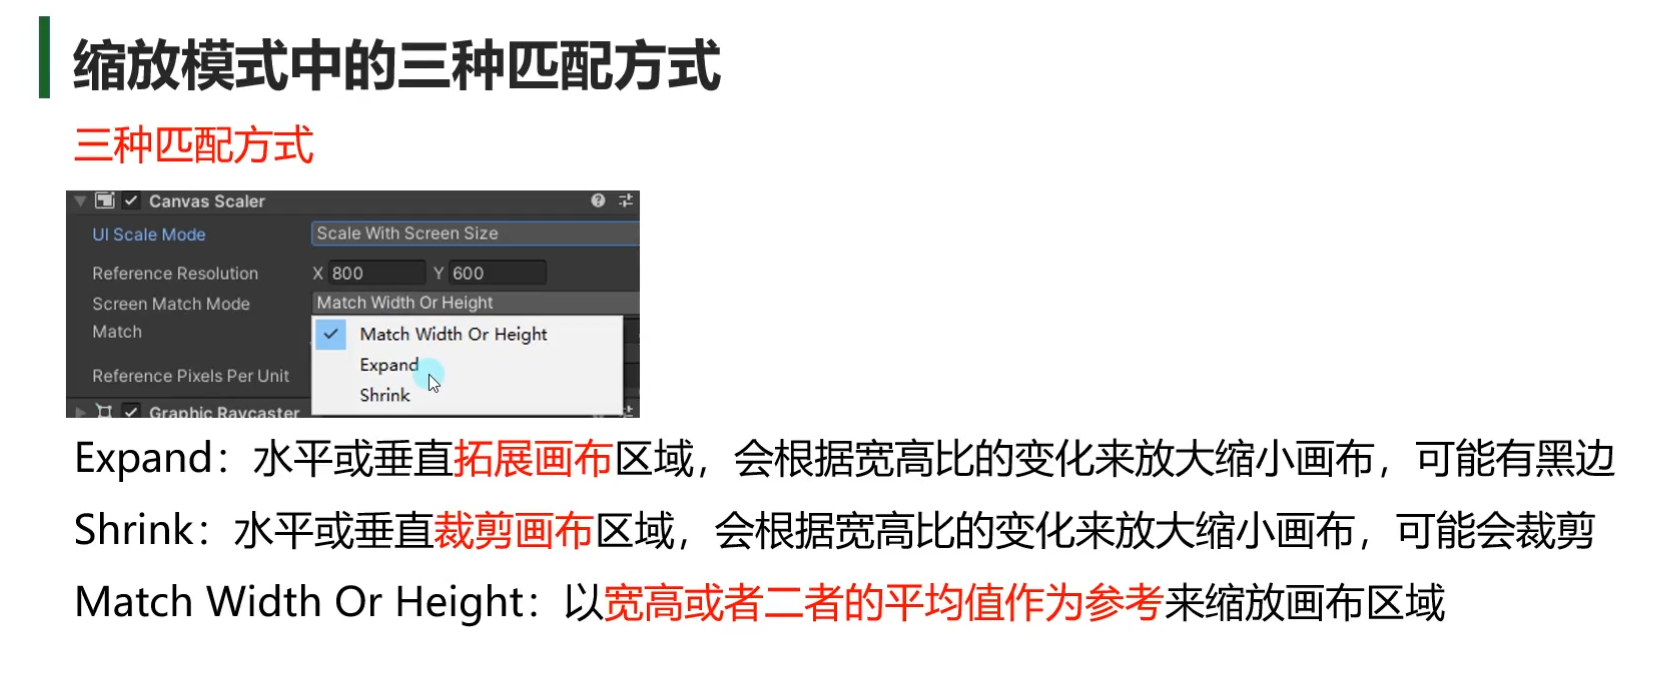 缩放模式中的三种匹配方式
三种匹配方式
Canvas Scaler
UI Scale Mode Scale With Screen Size
Reference Resolution X 800 Y 600
Screen Match Mode Match Width Or Height
Match
Match Width Or Height
Expand
Reference Pixels Per Unit
Shrink
Graphic Raycaster
Expand：水平或垂直拓展画布区域，会根据宽高比的变化来放大缩小画布，可能有黑边
Shrink：水平或垂直裁剪画布区域，会根据宽高比的变化来放大缩小画布，可能会裁剪
Match Width Or Height：以宽高或者二者的平均值作为参考来缩放画布区域